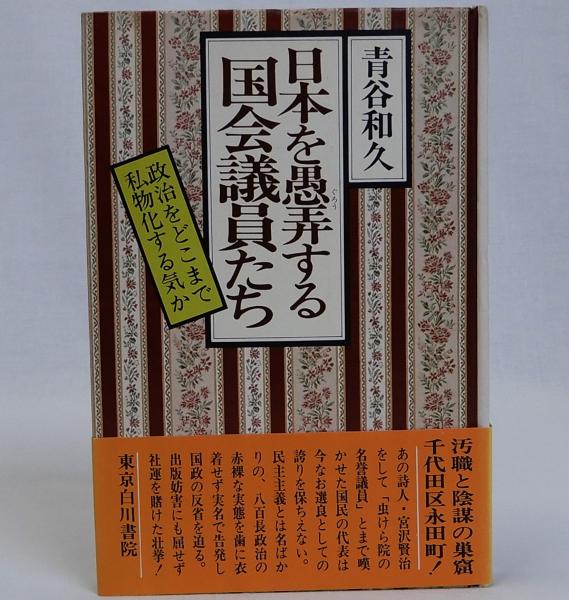 青谷和久
日本を愚弄する
ぐろう
国会議員たち
政治をどこまで
私物化する気か
汚職と陰謀の巣窟
千代田区永田町!
あの詩人・宮沢賢治
をして「虫けら院の
名誉議員」とまで嘆
かせた国民の代表は
今なお選良としての
誇りを保ちえない。
民主主義とは名ばか
りの、八百長政治の
赤裸な実態を歯に衣
着せず実名で告発し
国政の反省を迫る。
出版妨害にも屈せず
社運を賭けた壮挙!
東京白川書院